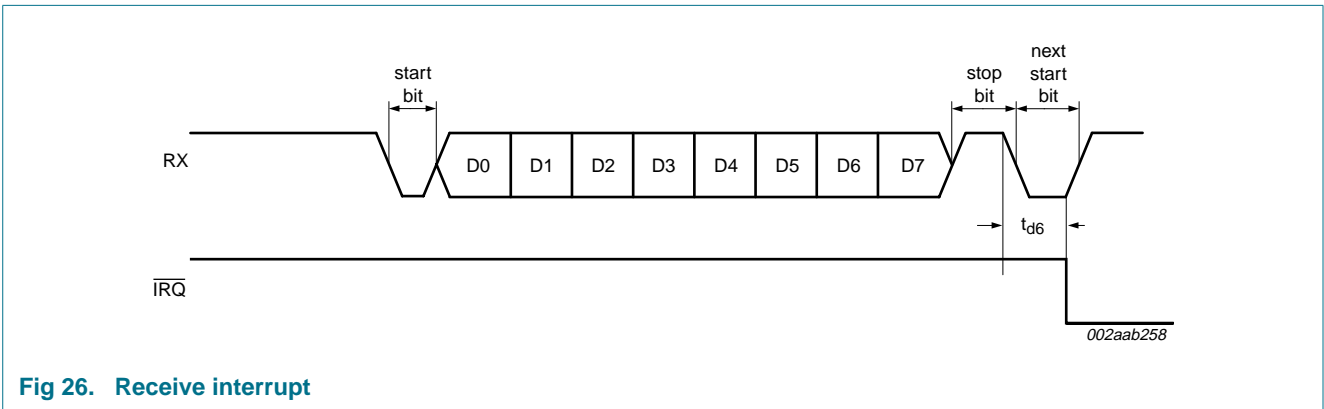 start
bit
stop
bit
next
start
bit
RX
D0 D1 D2 D3 D4 D5 D6 D7
td6
IRQ
002aab258
Fig 26. Receive interrupt